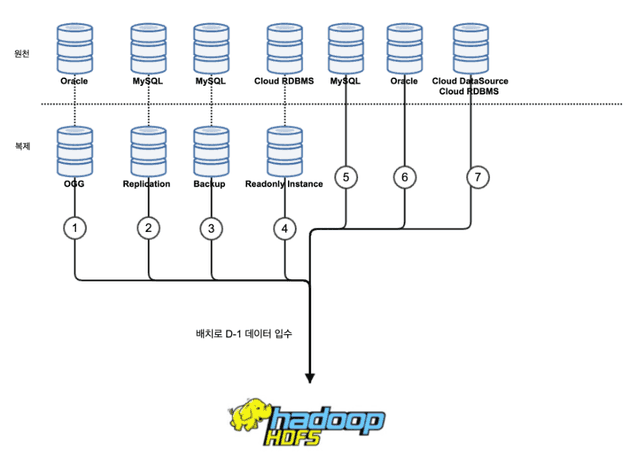 원천
Oracle
MySQL
MySQL
Cloud RDBMS
MySQL
Oracle
Cloud DataSource
Cloud RDBMS
복제
OGG
Replication
Backup
Readonly Instance
5
6
7
1
2
3
4
배치로 D-1 데이터 입수
hadoop
HDFS